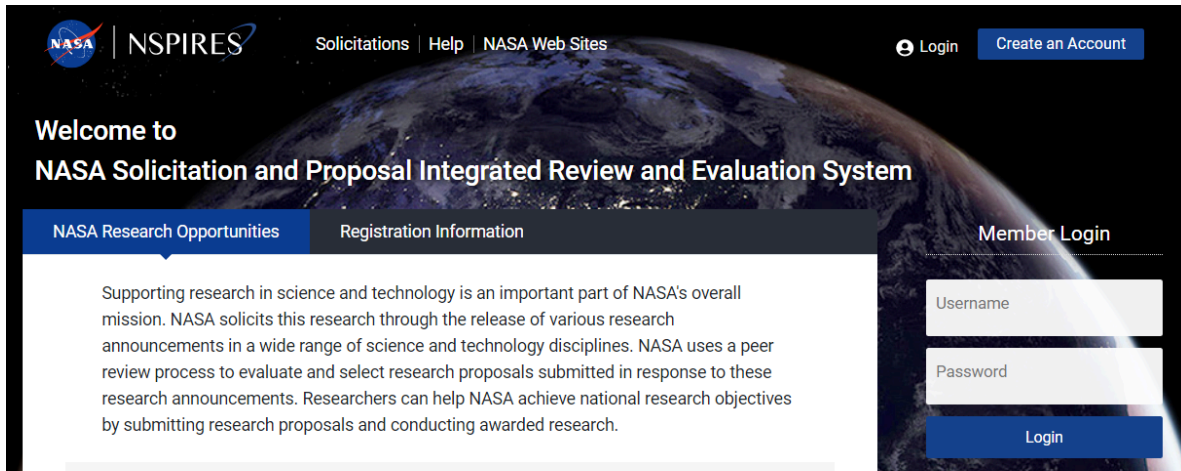 NASA NSPIRES
Solicitations Help NASA Web Sites
Login Create an Account
Welcome to
NASA Solicitation and Proposal Integrated Review and Evaluation System
NASA Research Opportunities Registration Information
Supporting research in science and technology is an important part of NASA's overall
mission. NASA solicits this research through the release of various research
announcements in a wide range of science and technology disciplines. NASA uses a peer
review process to evaluate and select research proposals submitted in response to these
research announcements. Researchers can help NASA achieve national research objectives
by submitting research proposals and conducting awarded research.
Member Login
Username
Password
Login